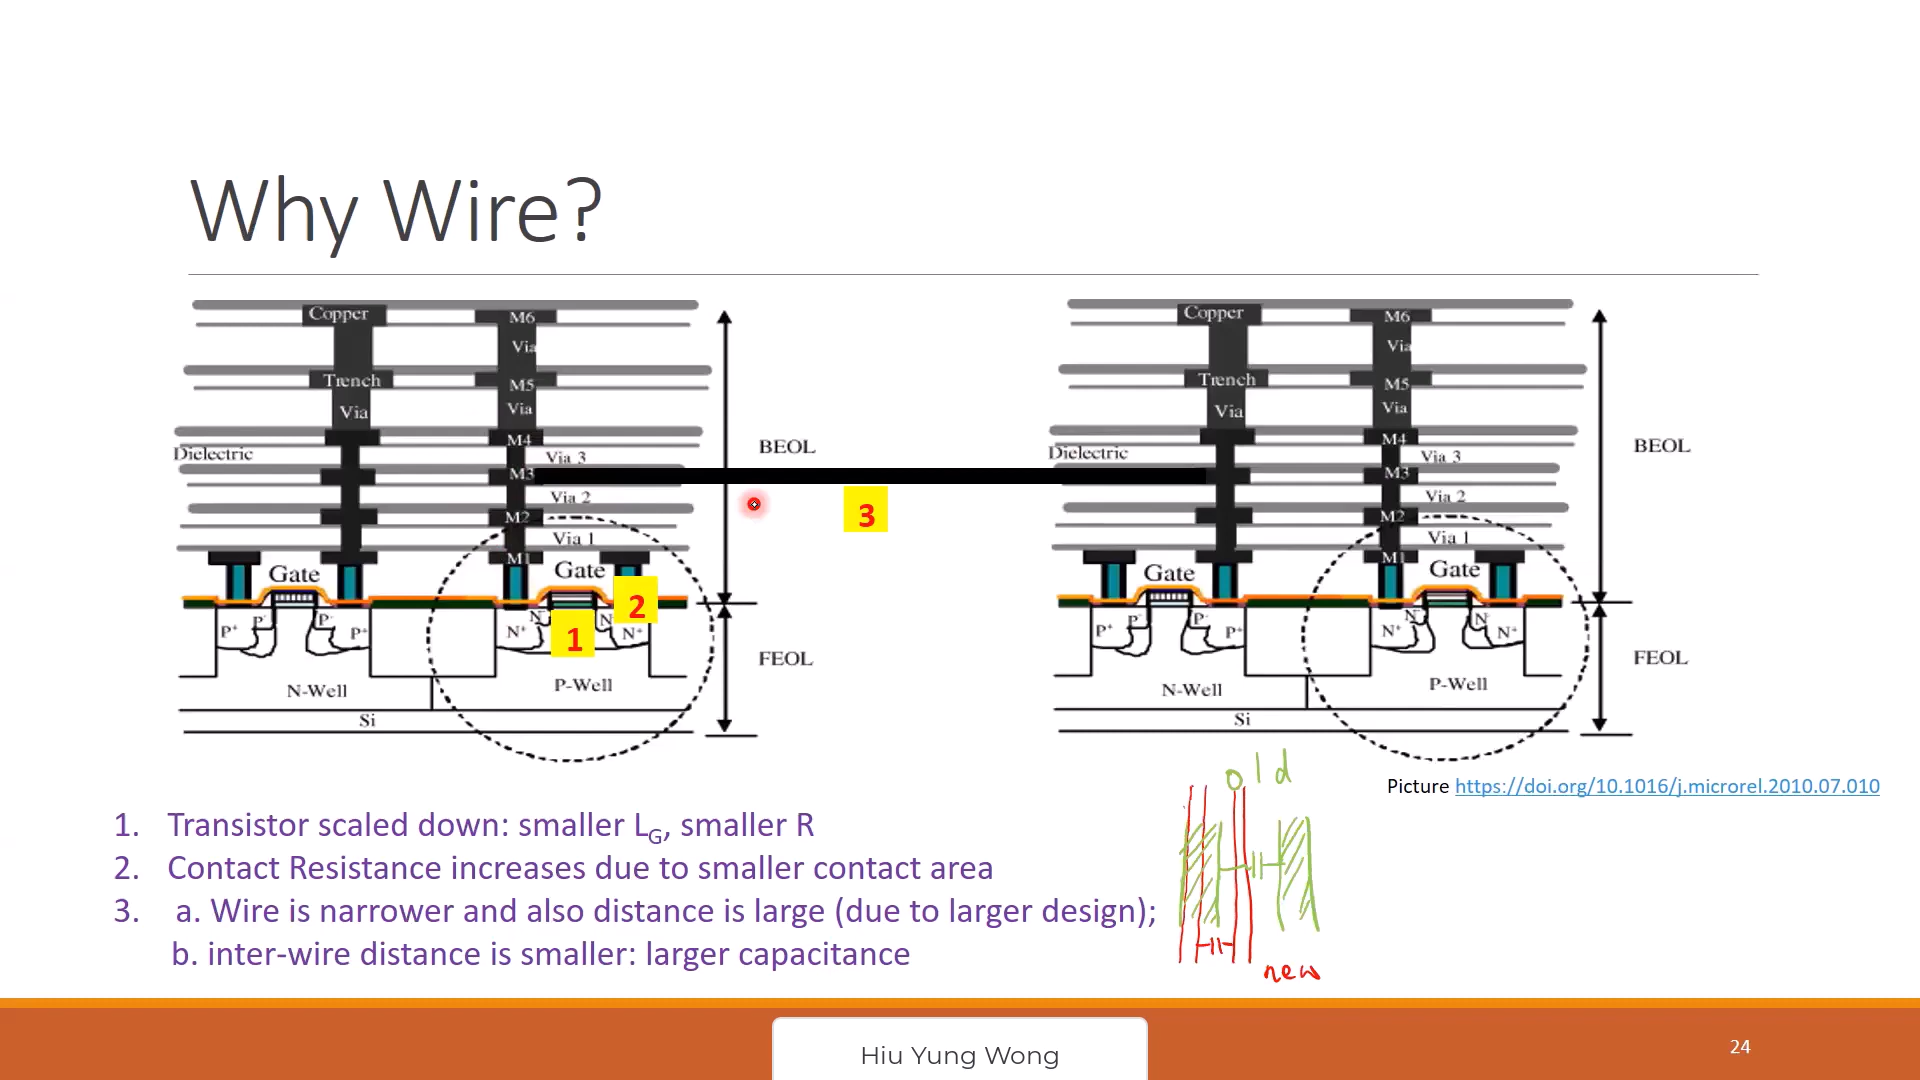 Why Wire?
Copper
M6
Via
Trench
M5
Via
Via
M4
Dielectric
Via 3
M3
Via 2
M2
Via 1
M1
Gate
Gate
BEOL
3
2
1
P+
P-
P-
P+
N+
N-
N-
N+
FEOL
N-Well
P-Well
Si
Copper
M6
Via
Trench
M5
Via
Via
M4
Dielectric
Via 3
M3
Via 2
M2
Via 1
M1
Gate
Gate
BEOL
P+
P-
P-
P+
N+
N-
N-
N+
FEOL
N-Well
P-Well
Si
old
Picture https://doi.org/10.1016/j.microrel.2010.07.010
1. Transistor scaled down: smaller LG, smaller R
2. Contact Resistance increases due to smaller contact area
3. a. Wire is narrower and also distance is large (due to larger design);
b. inter-wire distance is smaller: larger capacitance
new
Hiu Yung Wong
24